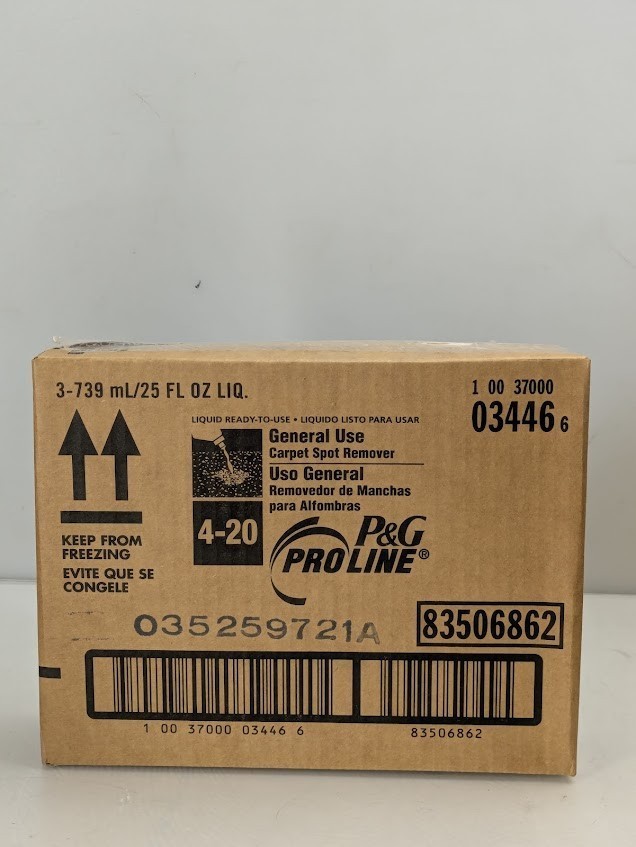 3-739 mL/25 FL OZ LIQ.
1 00 37000
03446 6
LIQUID READY-TO-USE • LIQUIDO LISTO PARA USAR
General Use
Carpet Spot Remover
Uso General
Removedor de Manchas
para Alfombras
4-20
P&G
PROLINE®
KEEP FROM
FREEZING
EVITE QUE SE
CONGELE
035259721A
83506862
1 00 37000 03446 6
83506862